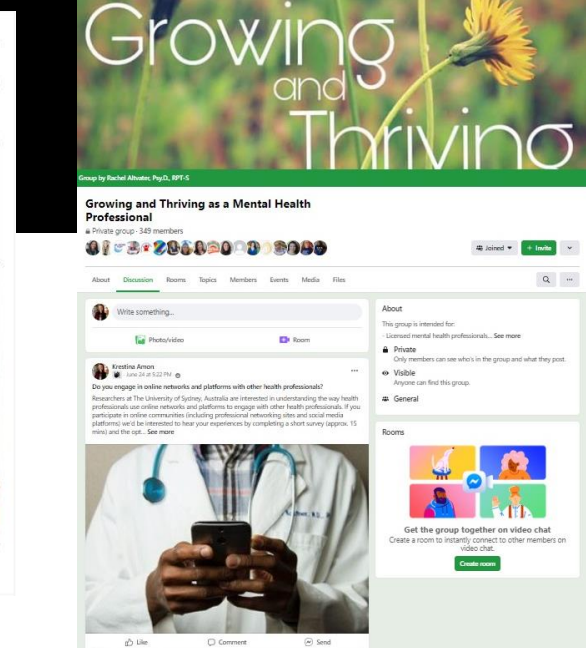 Growing
and
Thriving
Group by Rachel Altvater, Psy.D., RPT-S
Growing and Thriving as a Mental Health
Professional
Private group · 349 members
Joined
+ Invite
About Discussion Rooms Topics Members Events Media Files
Write something...
Photo/video
Room
Krestina Amon
June 24 at 5:22 PM
Do you engage in online networks and platforms with other health professionals?
Researchers at The University of Sydney, Australia are interested in understanding the way health
professionals use online networks and platforms to engage with other health professionals. If you
participate in online communities (including professional networking sites and social media
platforms) we'd be interested to hear your experiences by completing a short survey (approx. 15
mins) and the opt... See more
Like
Comment
Send
About
This group is intended for:
- Licensed mental health professionals... See more
Private
Only members can see who's in the group and what they post.
Visible
Anyone can find this group.
General
Rooms
Get the group together on video chat
Create a room to instantly connect to other members on
video chat.
Create room